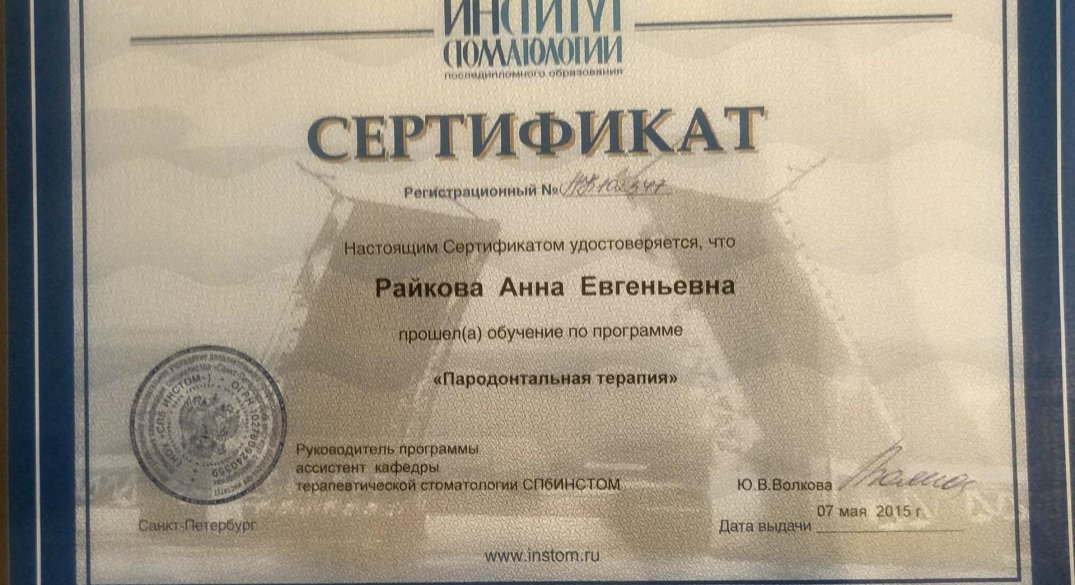 ИНСТИТУТ
СТОМАТОЛОГИИ
последипломного образования
СЕРТИФИКАТ
Регистрационный №
Настоящим Сертификатом удостоверяется, что
Райкова Анна Евгеньевна
прошел(а) обучение по программе
«Пародонтальная терапия»
Руководитель программы
ассистент кафедры
терапевтической стоматологии СПбИНСТОМ
Ю.В.Волкова
07 мая 2015 г.
Дата выдачи
Санкт-Петербург
www.instom.ru